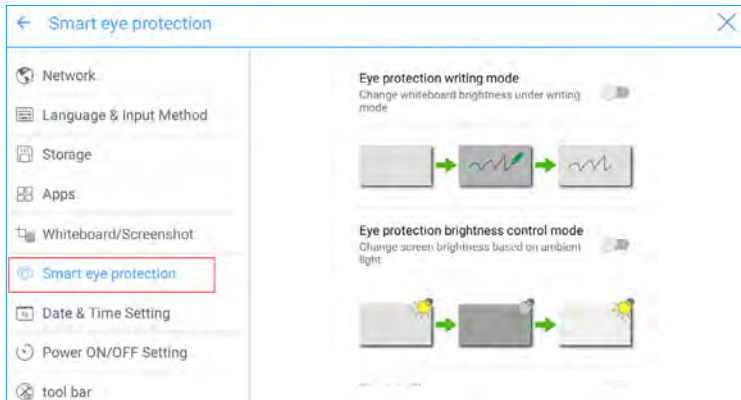 Smart eye protection
Network
Language & Input Method
Storage
Apps
Whiteboard/Screenshot
Smart eye protection
Date & Time Setting
Power ON/OFF Setting
tool bar
Eye protection writing mode
Change whiteboard brightness under writing
mode
Eye protection brightness control mode
Change screen brightness based on ambient
light